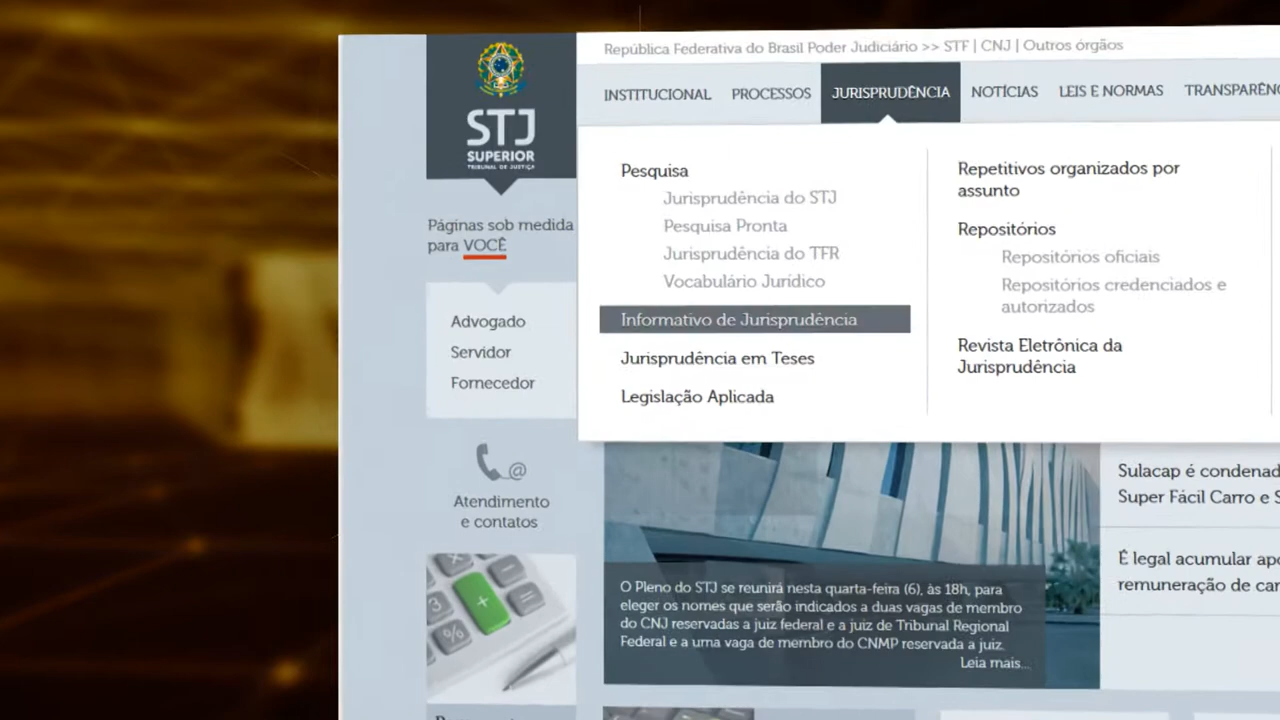 República Federativa do Brasil Poder Judiciário >> STF | CNJ | Outros órgãos
STJ
SUPERIOR
TRIBUNAL DE JUSTIÇA
INSTITUCIONAL
PROCESSOS
JURISPRUDÊNCIA
NOTÍCIAS
LEIS E NORMAS
Pesquisa
Jurisprudência do STJ
Pesquisa Pronta
Jurisprudência do TFR
Vocabulário Jurídico
Informativo de Jurisprudência
Jurisprudência em Teses
Legislação Aplicada
Repetitivos organizados por
assunto
Repositórios
Repositórios oficiais
Repositórios credenciados e
autorizados
Revista Eletrônica da
Jurisprudência
Páginas sob medida
para VOCÊ
Advogado
Servidor
Fornecedor
@
Atendimento
e contatos
3
%
+
=
O Pleno do STJ se reunirá nesta quarta-feira (6), às 18h, para
eleger os nomes que serão indicados a duas vagas de membro
do CNJ reservadas a juiz federal e a juiz de Tribunal Regional
Federal e a uma vaga de membro do CNMP reservada a juiz.
Leia mais...
Sulacap é
Super Fácil Carro e
É legal acumular
remuneração de